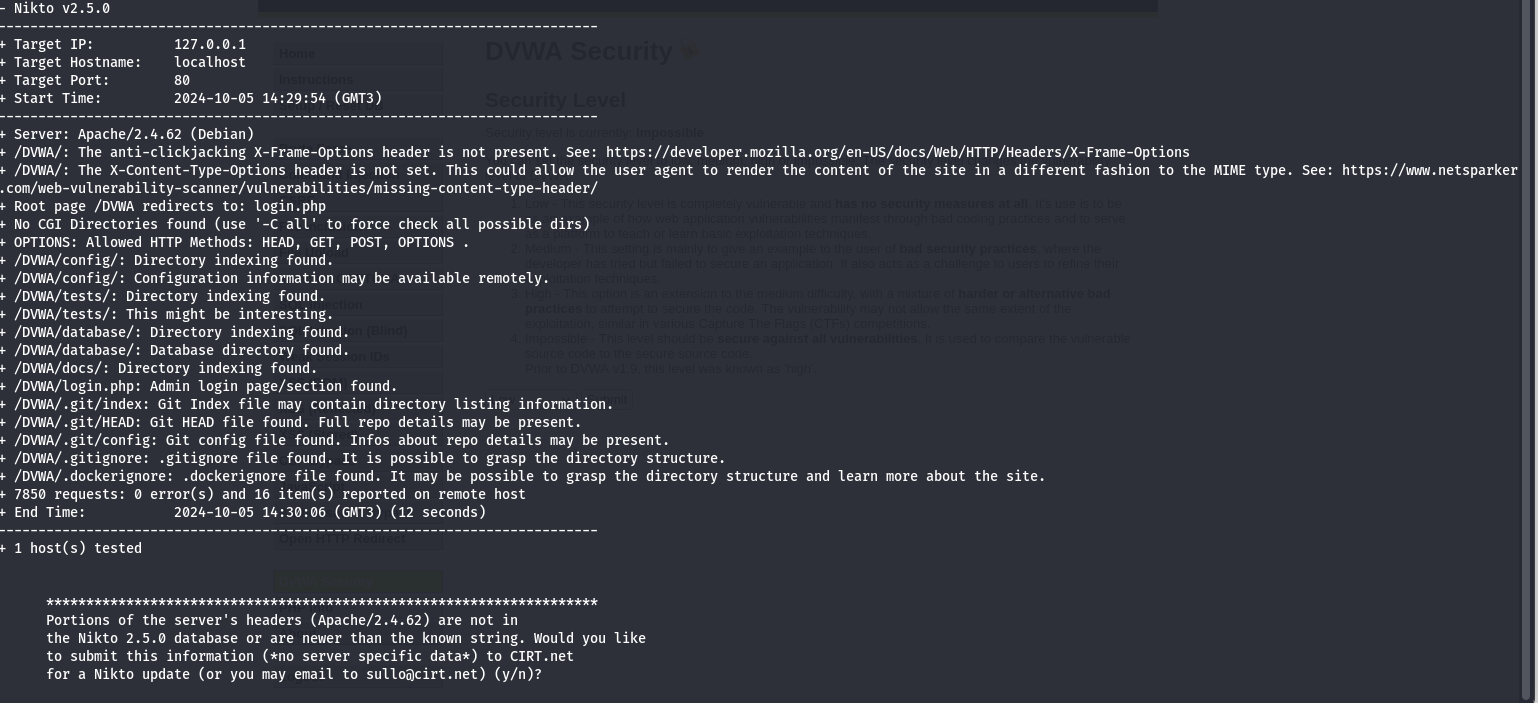 - Nikto v2.5.0
---------------------------------------------------------------------------
+ Target IP:          127.0.0.1
+ Target Hostname:    localhost
+ Target Port:        80
+ Start Time:         2024-10-05 14:29:54 (GMT3)
---------------------------------------------------------------------------
+ Server: Apache/2.4.62 (Debian)
+ /DVWA/: The anti-clickjacking X-Frame-Options header is not present. See: https://developer.mozilla.org/en-US/docs/Web/HTTP/Headers/X-Frame-Options
+ /DVWA/: The X-Content-Type-Options header is not set. This could allow the user agent to render the content of the site in a different fashion to the MIME type. See: https://www.netsparker
.com/web-vulnerability-scanner/vulnerabilities/missing-content-type-header/
+ Root page /DVWA redirects to: login.php
+ No CGI Directories found (use '-C all' to force check all possible dirs)
+ OPTIONS: Allowed HTTP Methods: HEAD, GET, POST, OPTIONS .
+ /DVWA/config/: Directory indexing found.
+ /DVWA/config/: Configuration information may be available remotely.
+ /DVWA/tests/: Directory indexing found.
+ /DVWA/tests/: This might be interesting.
+ /DVWA/database/: Directory indexing found.
+ /DVWA/database/: Database directory found.
+ /DVWA/docs/: Directory indexing found.
+ /DVWA/login.php: Admin login page/section found.
+ /DVWA/.git/index: Git Index file may contain directory listing information.
+ /DVWA/.git/HEAD: Git HEAD file found. Full repo details may be present.
+ /DVWA/.git/config: Git config file found. Infos about repo details may be present.
+ /DVWA/.gitignore: .gitignore file found. It is possible to grasp the directory structure.
+ /DVWA/.dockerignore: .dockerignore file found. It may be possible to grasp the directory structure and learn more about the site.
+ 7850 requests: 0 error(s) and 16 item(s) reported on remote host
+ End Time:           2024-10-05 14:30:06 (GMT3) (12 seconds)
---------------------------------------------------------------------------
+ 1 host(s) tested
*********************************************************************
Portions of the server's headers (Apache/2.4.62) are not in
the Nikto 2.5.0 database or are newer than the known string. Would you like
to submit this information (*no server specific data*) to CIRT.net
for a Nikto update (or you may email to sullo@cirt.net) (y/n)?
Home
Instructions
DVWA Security
Security Level
Security level is currently: Impossible
Open HTTP Redirect
DVWA Security